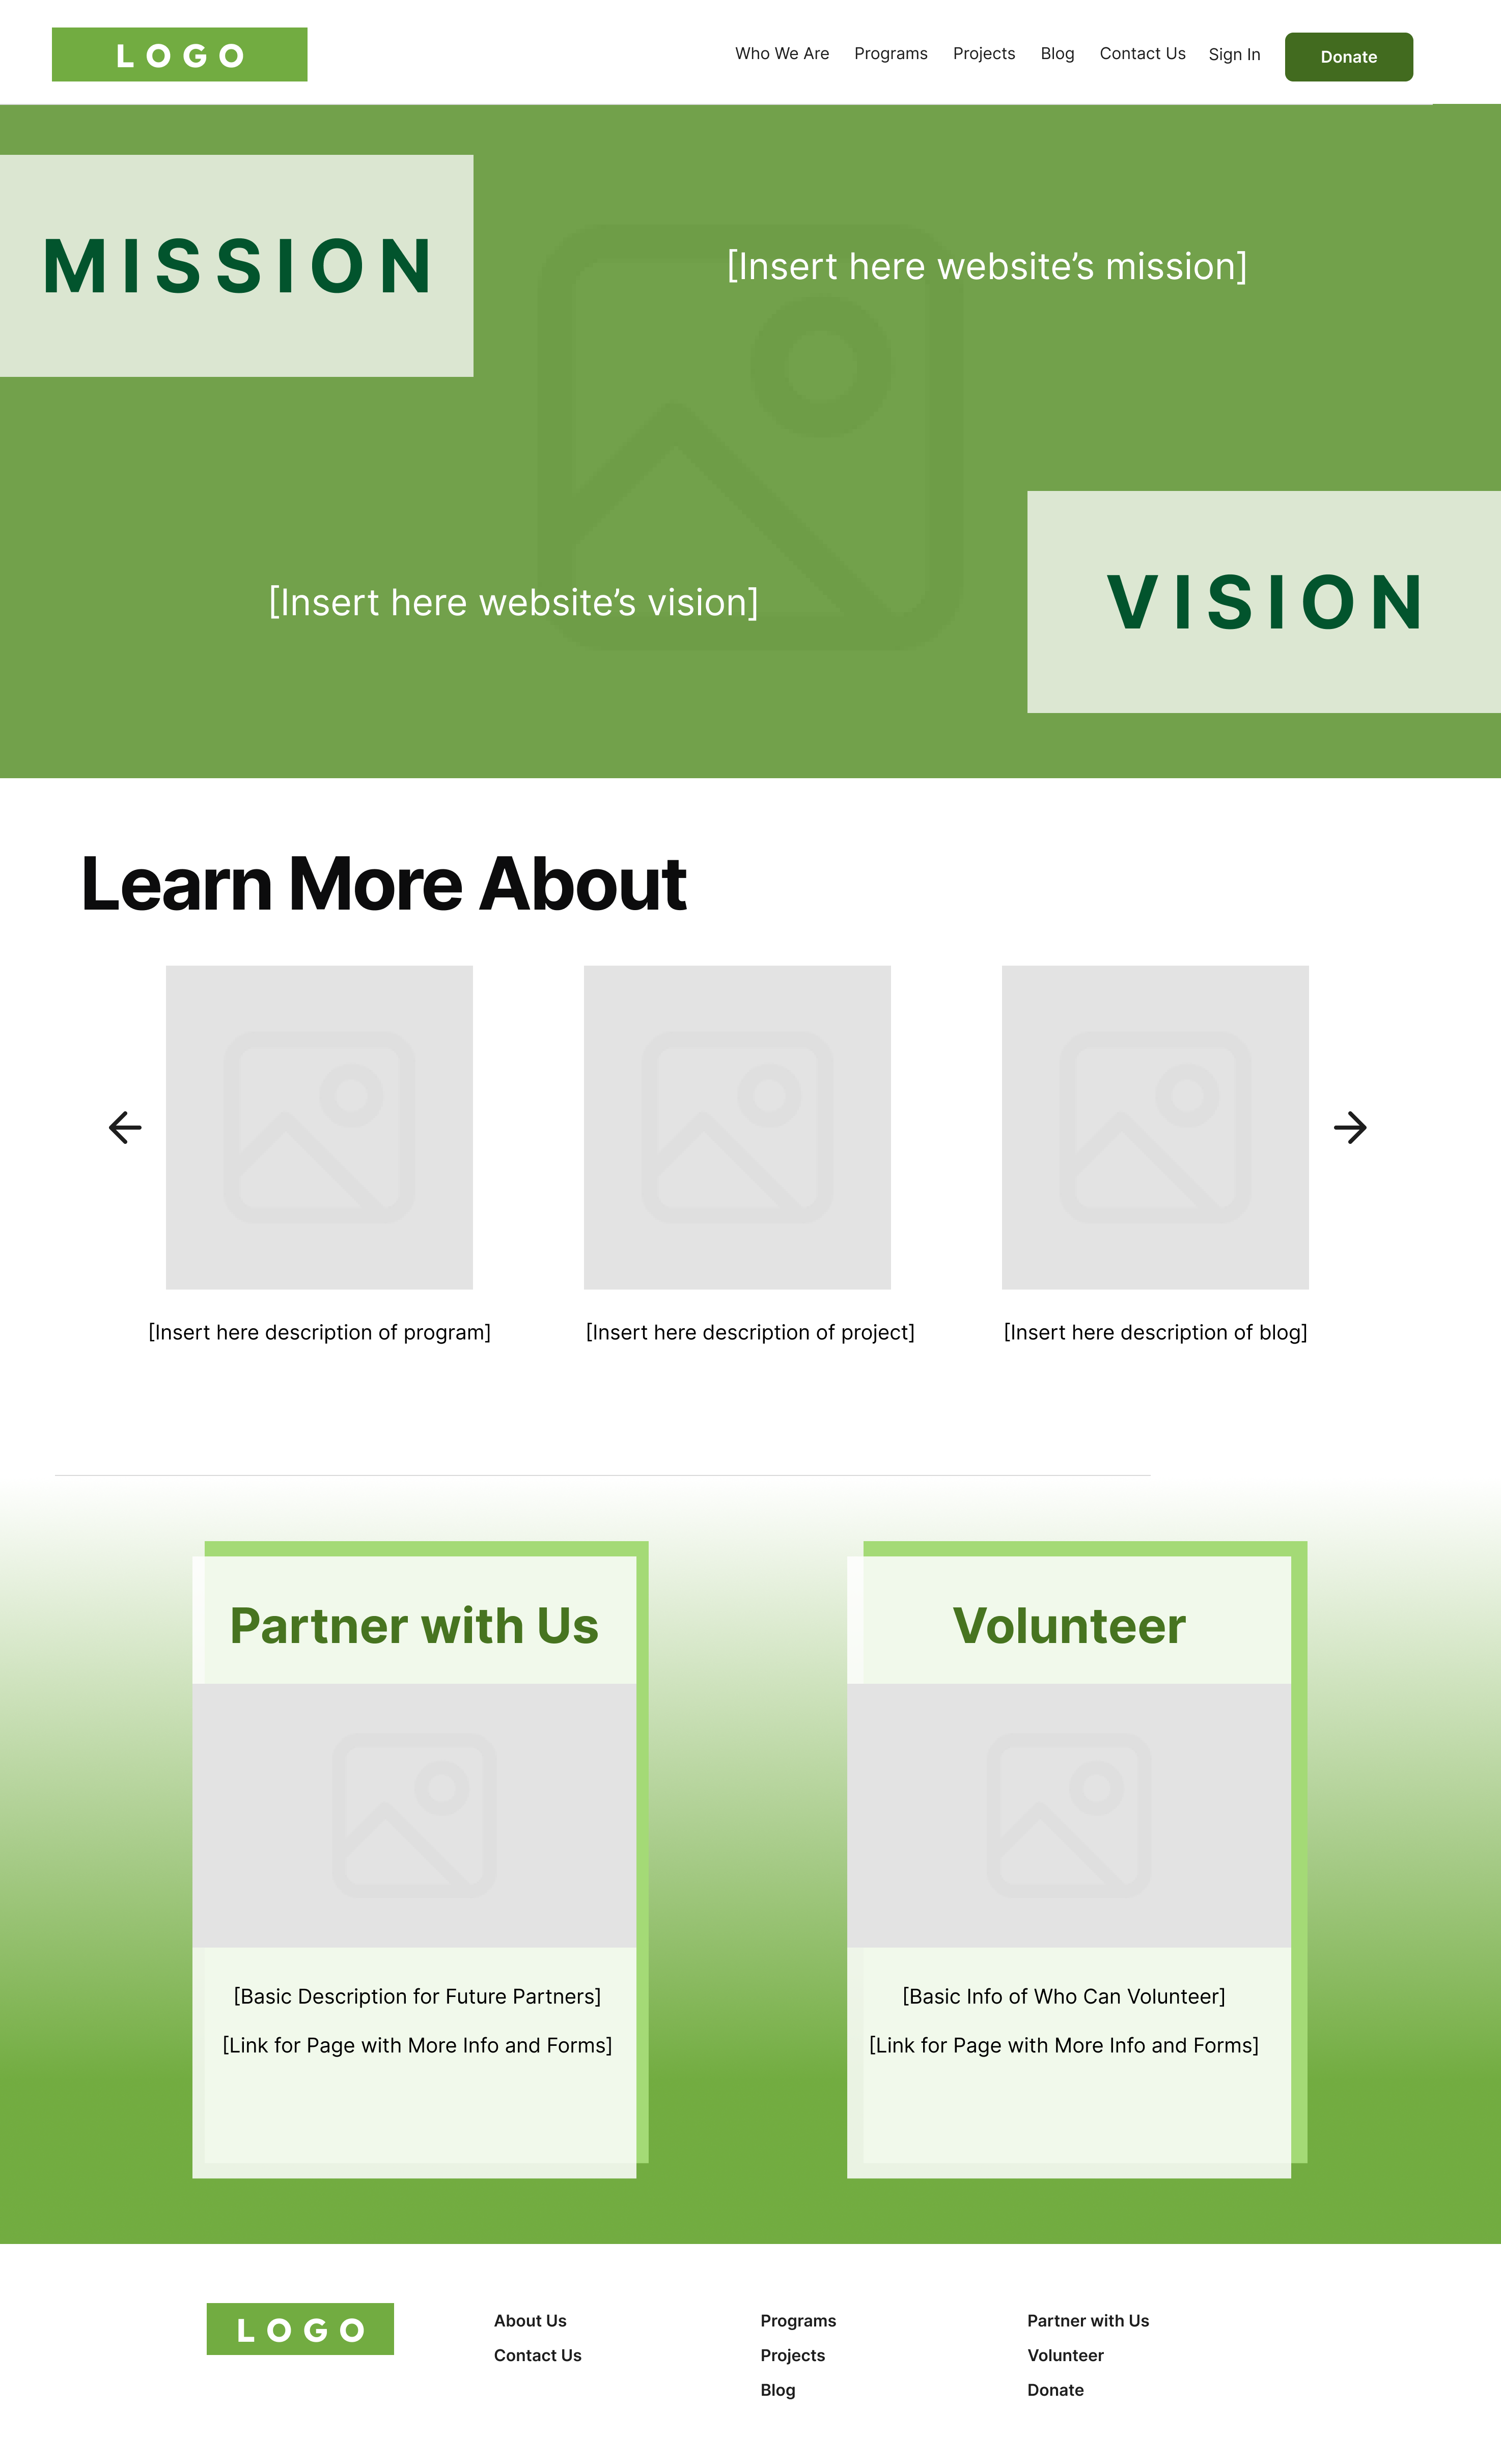 LOGO
Who We Are Programs Projects Blog Contact Us Sign In Donate
MISSION
[Insert here website’s mission]
[Insert here website’s vision]
VISION
Learn More About
[Insert here description of program]
[Insert here description of project]
[Insert here description of blog]
Partner with Us
[Basic Description for Future Partners]
[Link for Page with More Info and Forms]
Volunteer
[Basic Info of Who Can Volunteer]
[Link for Page with More Info and Forms]
LOGO
About Us
Contact Us
Programs
Projects
Blog
Partner with Us
Volunteer
Donate